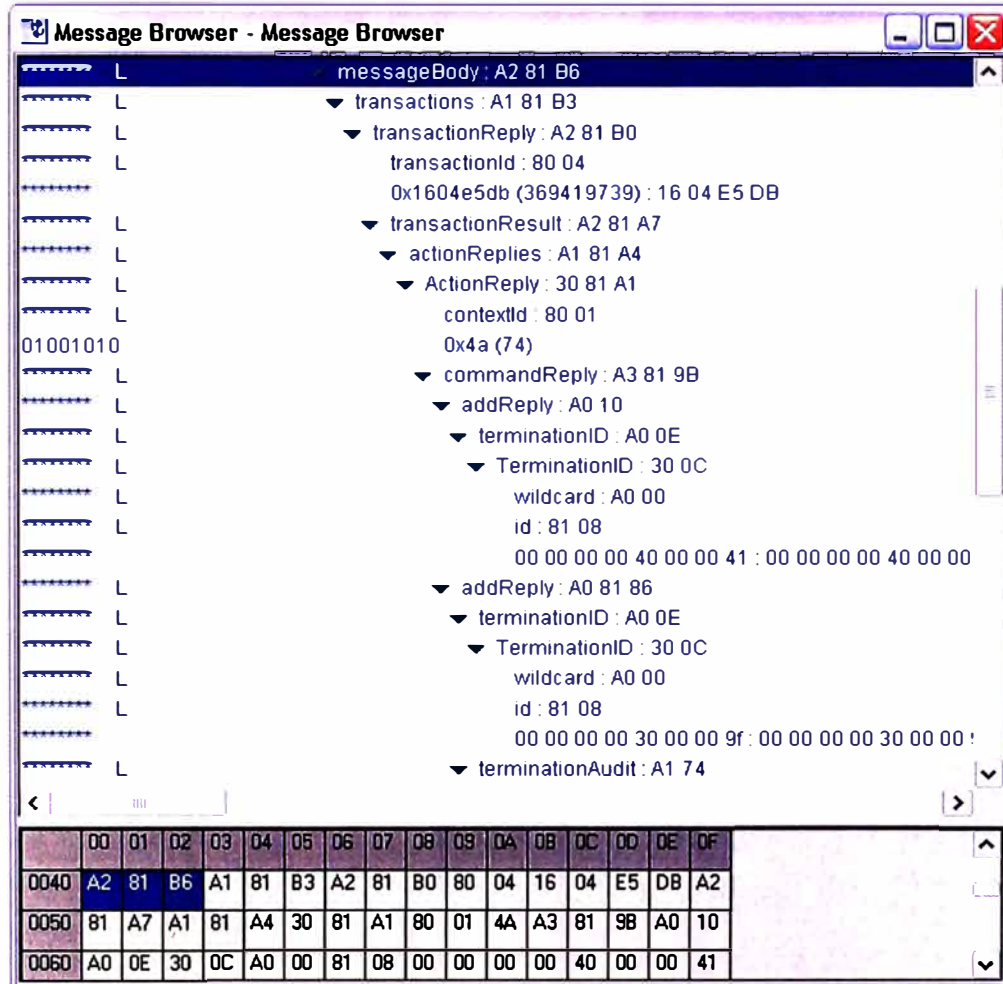 Message Browser - Message Browser
******** L messageBody : A2 81 B6
******** L transactions : A1 81 B3
******** L transactionReply : A2 81 B0
******** L transactionId : 80 04
******** 0x1604e5db (369419739) : 16 04 E5 DB
******** L transactionResult : A2 81 A7
******** L actionReplies : A1 81 A4
******** L ActionReply : 30 81 A1
******** L contextId : 80 01
01001010 0x4a (74)
******** L commandReply : A3 81 9B
******** L addReply : A0 10
******** L terminationID : A0 0E
******** L TerminationID : 30 0C
******** L wildcard : A0 00
******** L id : 81 08
******** 00 00 00 00 40 00 00 41 : 00 00 00 00 40 00 00
******** L addReply : A0 81 86
******** L terminationID : A0 0E
******** L TerminationID : 30 0C
******** L wildcard : A0 00
******** L id : 81 08
******** 00 00 00 00 30 00 00 9f : 00 00 00 00 30 00 00
******** L terminationAudit : A1 74
00 01 02 03 04 05 06 07 08 09 0A 0B 0C 0D 0E 0F
0040 A2 81 B6 A1 81 B3 A2 81 B0 80 04 16 04 E5 DB A2
0050 81 A7 A1 81 A4 30 81 A1 80 01 4A A3 81 9B A0 10
0060 A0 0E 30 0C A0 00 81 08 00 00 00 00 40 00 00 41